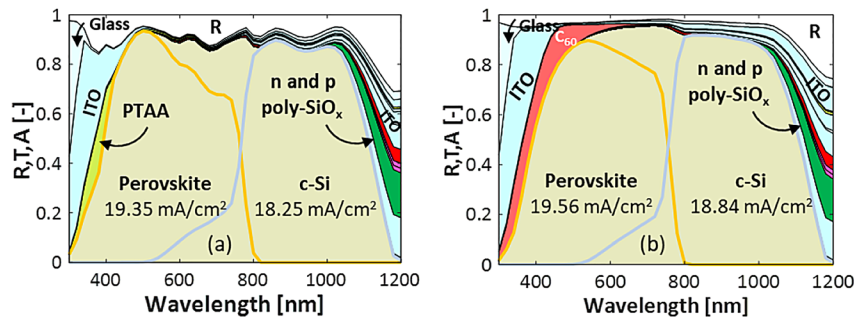 Glass
R
ITO
PTAA
n and p
poly-SiOₓ
ITO
Perovskite
19.35 mA/cm²
c-Si
18.25 mA/cm²
(a)
R,T,A [-]
1
0.8
0.6
0.4
0.2
0
400
600
800
1000
1200
Wavelength [nm]
Glass
C₆₀
R
ITO
n and p
poly-SiOₓ
ITO
Perovskite
19.56 mA/cm²
c-Si
18.84 mA/cm²
(b)
R,T,A [-]
1
0.8
0.6
0.4
0.2
0
400
600
800
1000
1200
Wavelength [nm]